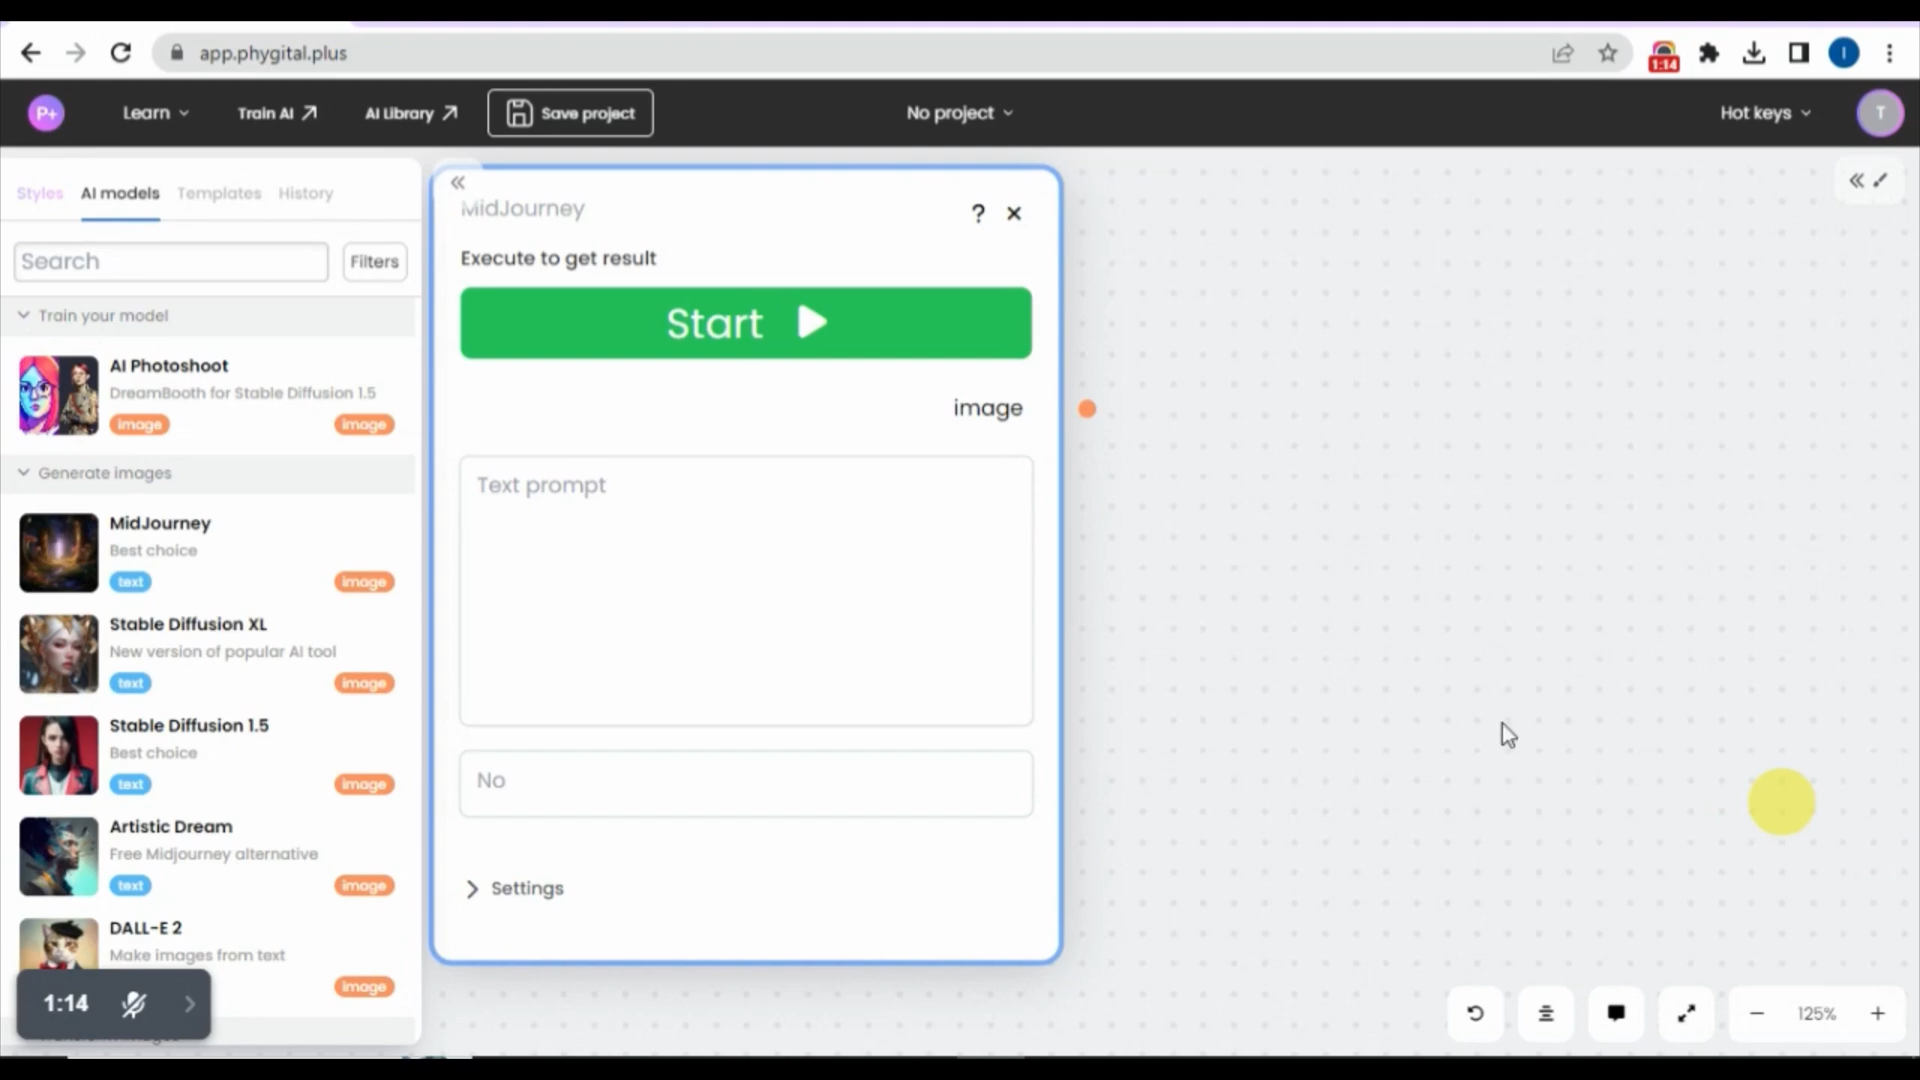 app.phygital.plus
1:14
I
P+
Learn
Train AI
AI Library
Save project
No project
Hot keys
T
Styles
AI models
Templates
History
Search
Filters
Train your model
AI Photoshoot
DreamBooth for Stable Diffusion 1.5
image
image
Generate images
MidJourney
Best choice
text
image
Stable Diffusion XL
New version of popular AI tool
text
image
Stable Diffusion 1.5
Best choice
text
image
Artistic Dream
Free Midjourney alternative
text
image
DALL-E 2
Make images from text
image
1:14
MidJourney
?
Execute to get result
Start
image
Text prompt
No
Settings
125%